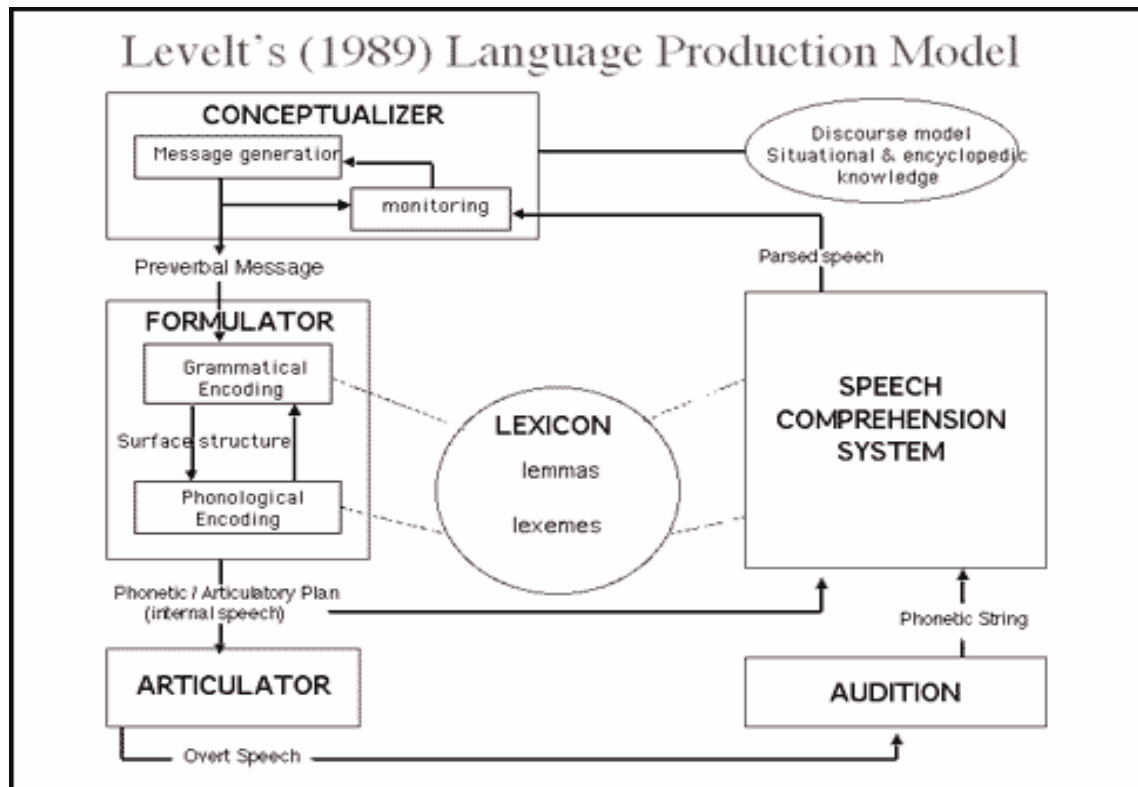 Levelt's (1989) Language Production Model
CONCEPTUALIZER
Message generation
monitoring
Discourse model
Situational & encyclopedic
knowledge
Preverbal Message
Parsed speech
FORMULATOR
Grammatical
Encoding
Surface structure
Phonological
Encoding
LEXICON
lemmas
lexemes
SPEECH
COMPREHENSION
SYSTEM
Phonetic / Articulatory Plan
(internal speech)
Phonetic String
ARTICULATOR
AUDITION
Overt Speech